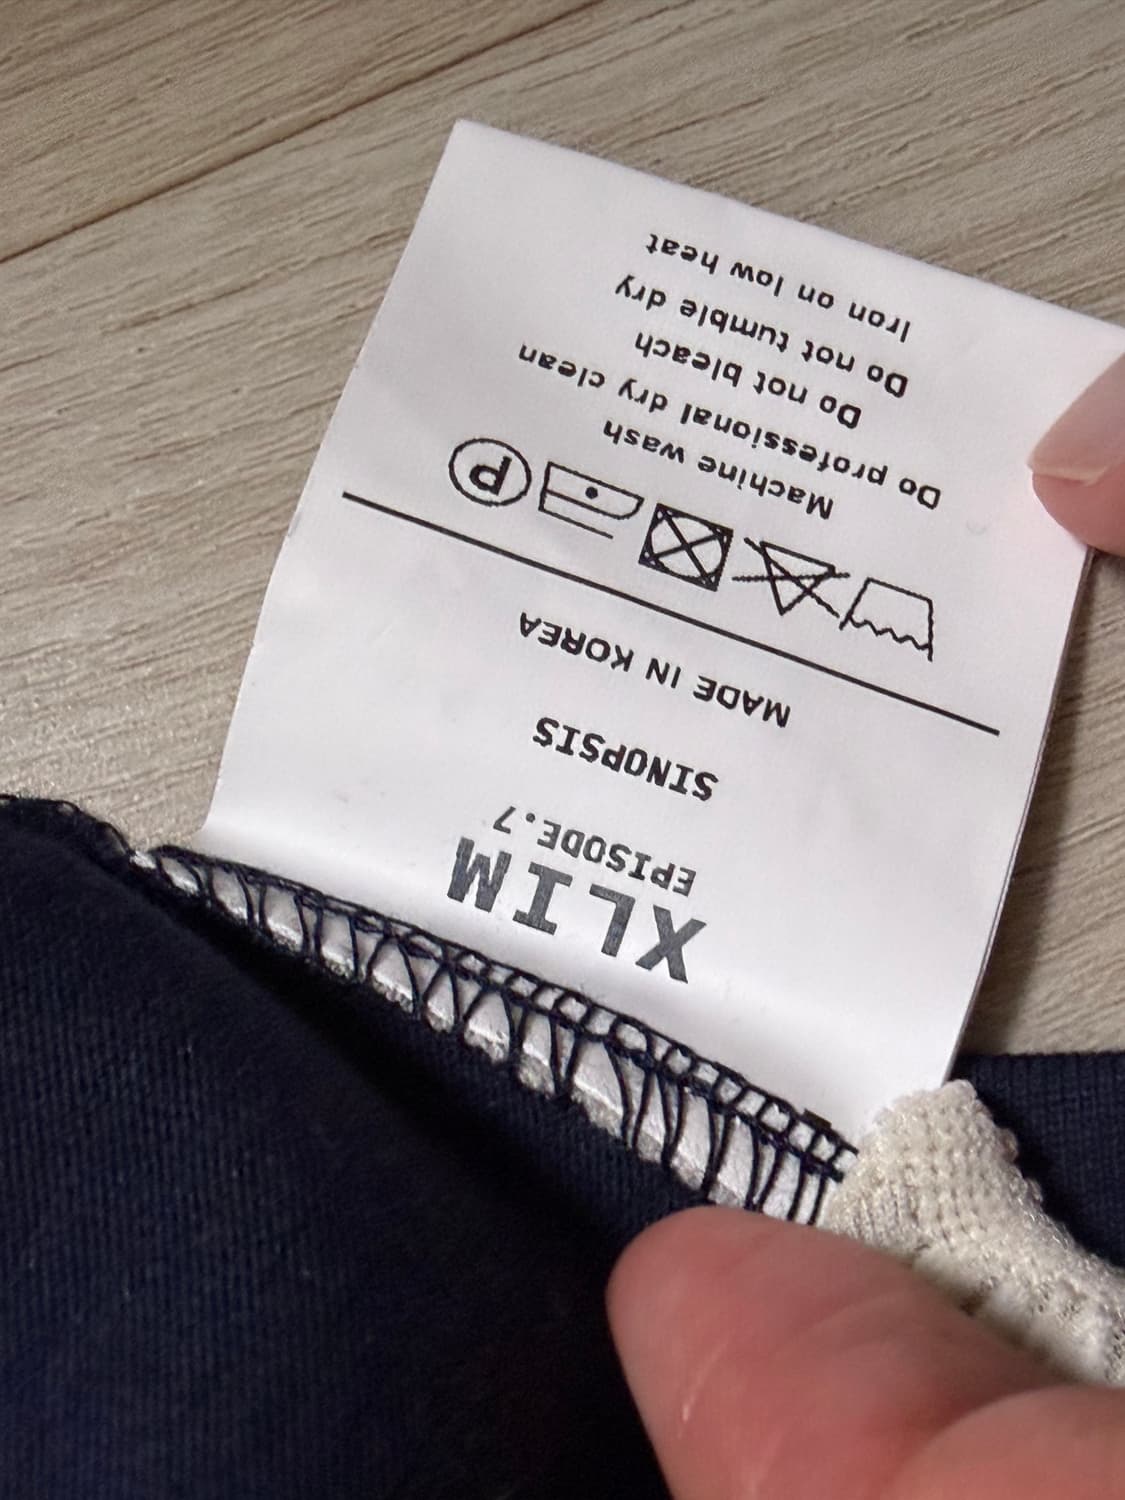 XLIM
EPISODE.7
SINOPSIS
MADE IN KOREA
P
Machine wash
Do professional dry clean
Do not bleach
Do not tumble dry
Iron on low heat